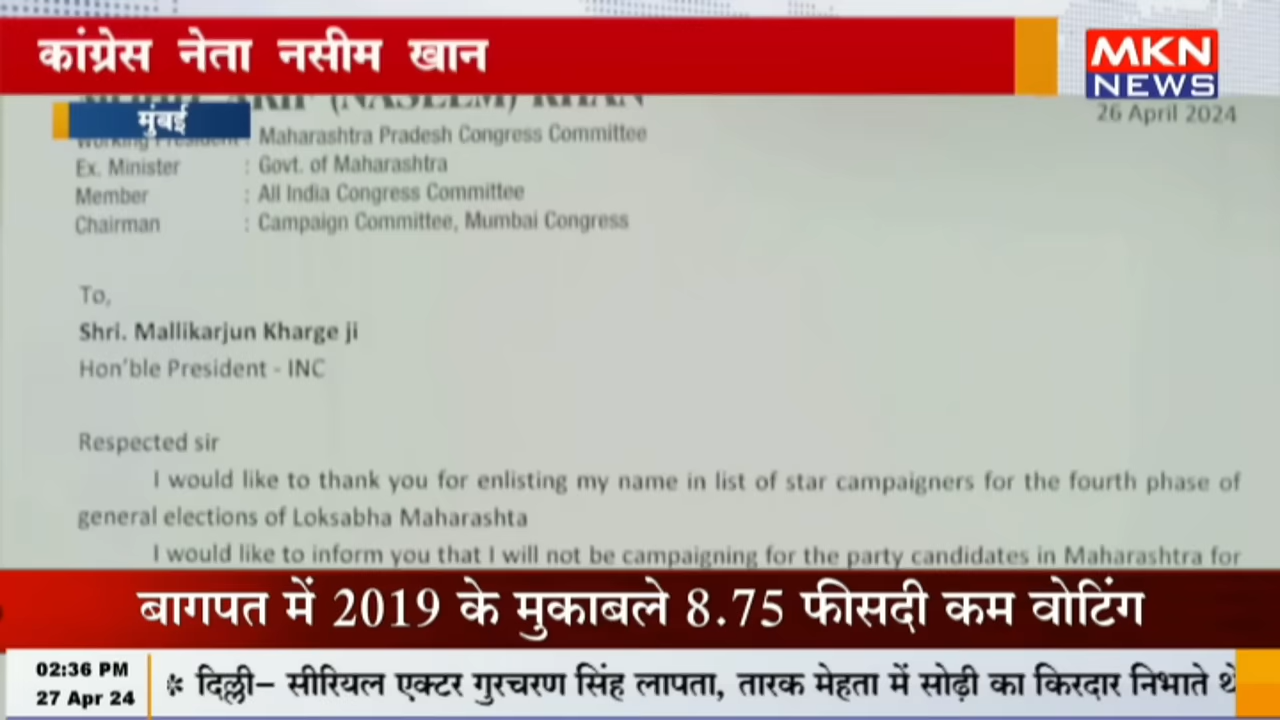 कांग्रेस नेता नसीम खान
MKN
NEWS
मुंबई
26 April 2024
Working President : Maharashtra Pradesh Congress Committee
Ex. Minister : Govt. of Maharashtra
Member : All India Congress Committee
Chairman : Campaign Committee, Mumbai Congress
To,
Shri. Mallikarjun Kharge ji
Hon'ble President - INC
Respected sir
I would like to thank you for enlisting my name in list of star campaigners for the fourth phase of
general elections of Loksabha Maharashta
I would like to inform you that I will not be campaigning for the party candidates in Maharashtra for
बागपत में 2019 के मुकाबले 8.75 फीसदी कम वोटिंग
02:36 PM
27 Apr 24
* दिल्ली– सीरियल एक्टर गुरचरण सिंह लापता, तारक मेहता में सोढ़ी का किरदार निभाते थे